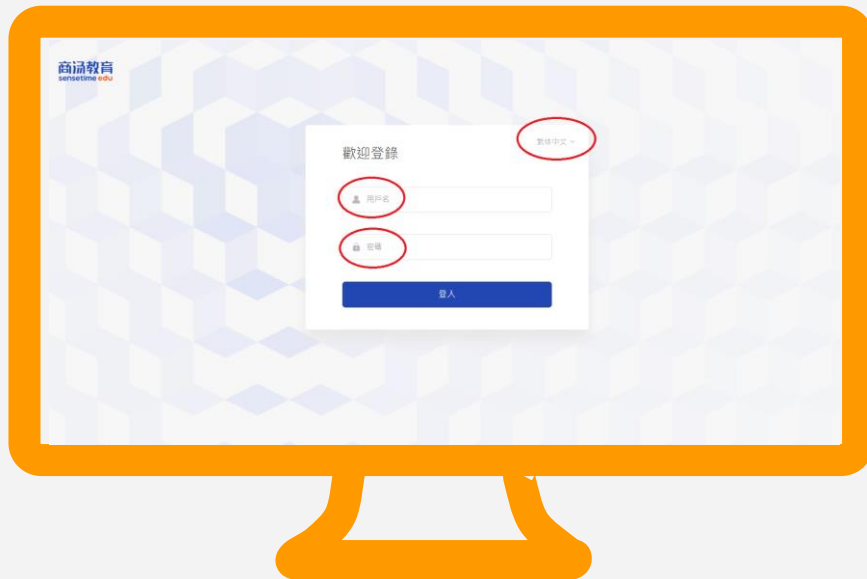 商汤教育
sensetime edu
繁體中文
歡迎登錄
用戶名
密碼
登入